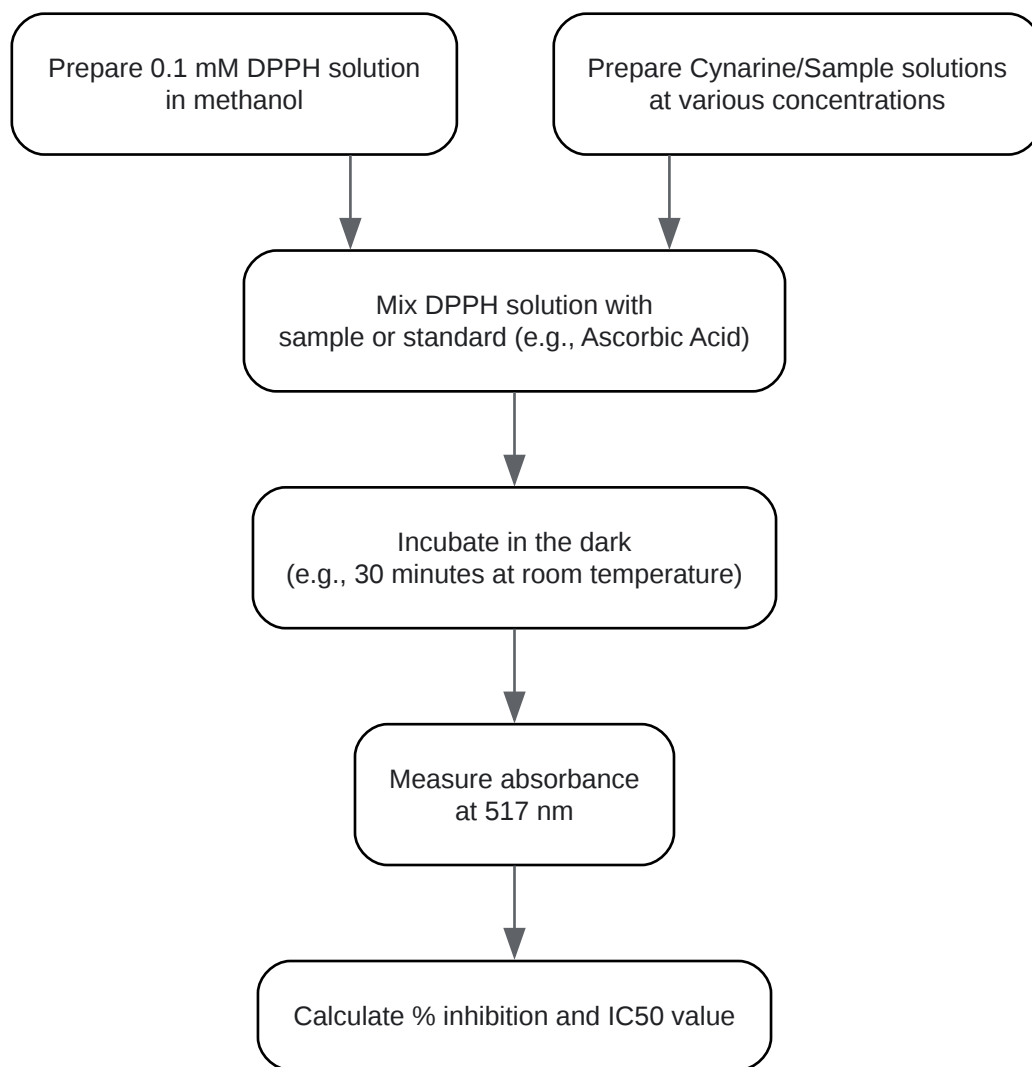 Prepare 0.1 mM DPPH solution
in methanol
Prepare Cynarine/Sample solutions
at various concentrations
Mix DPPH solution with
sample or standard (e.g., Ascorbic Acid)
Incubate in the dark
(e.g., 30 minutes at room temperature)
Measure absorbance
at 517 nm
Calculate % inhibition and IC50 value